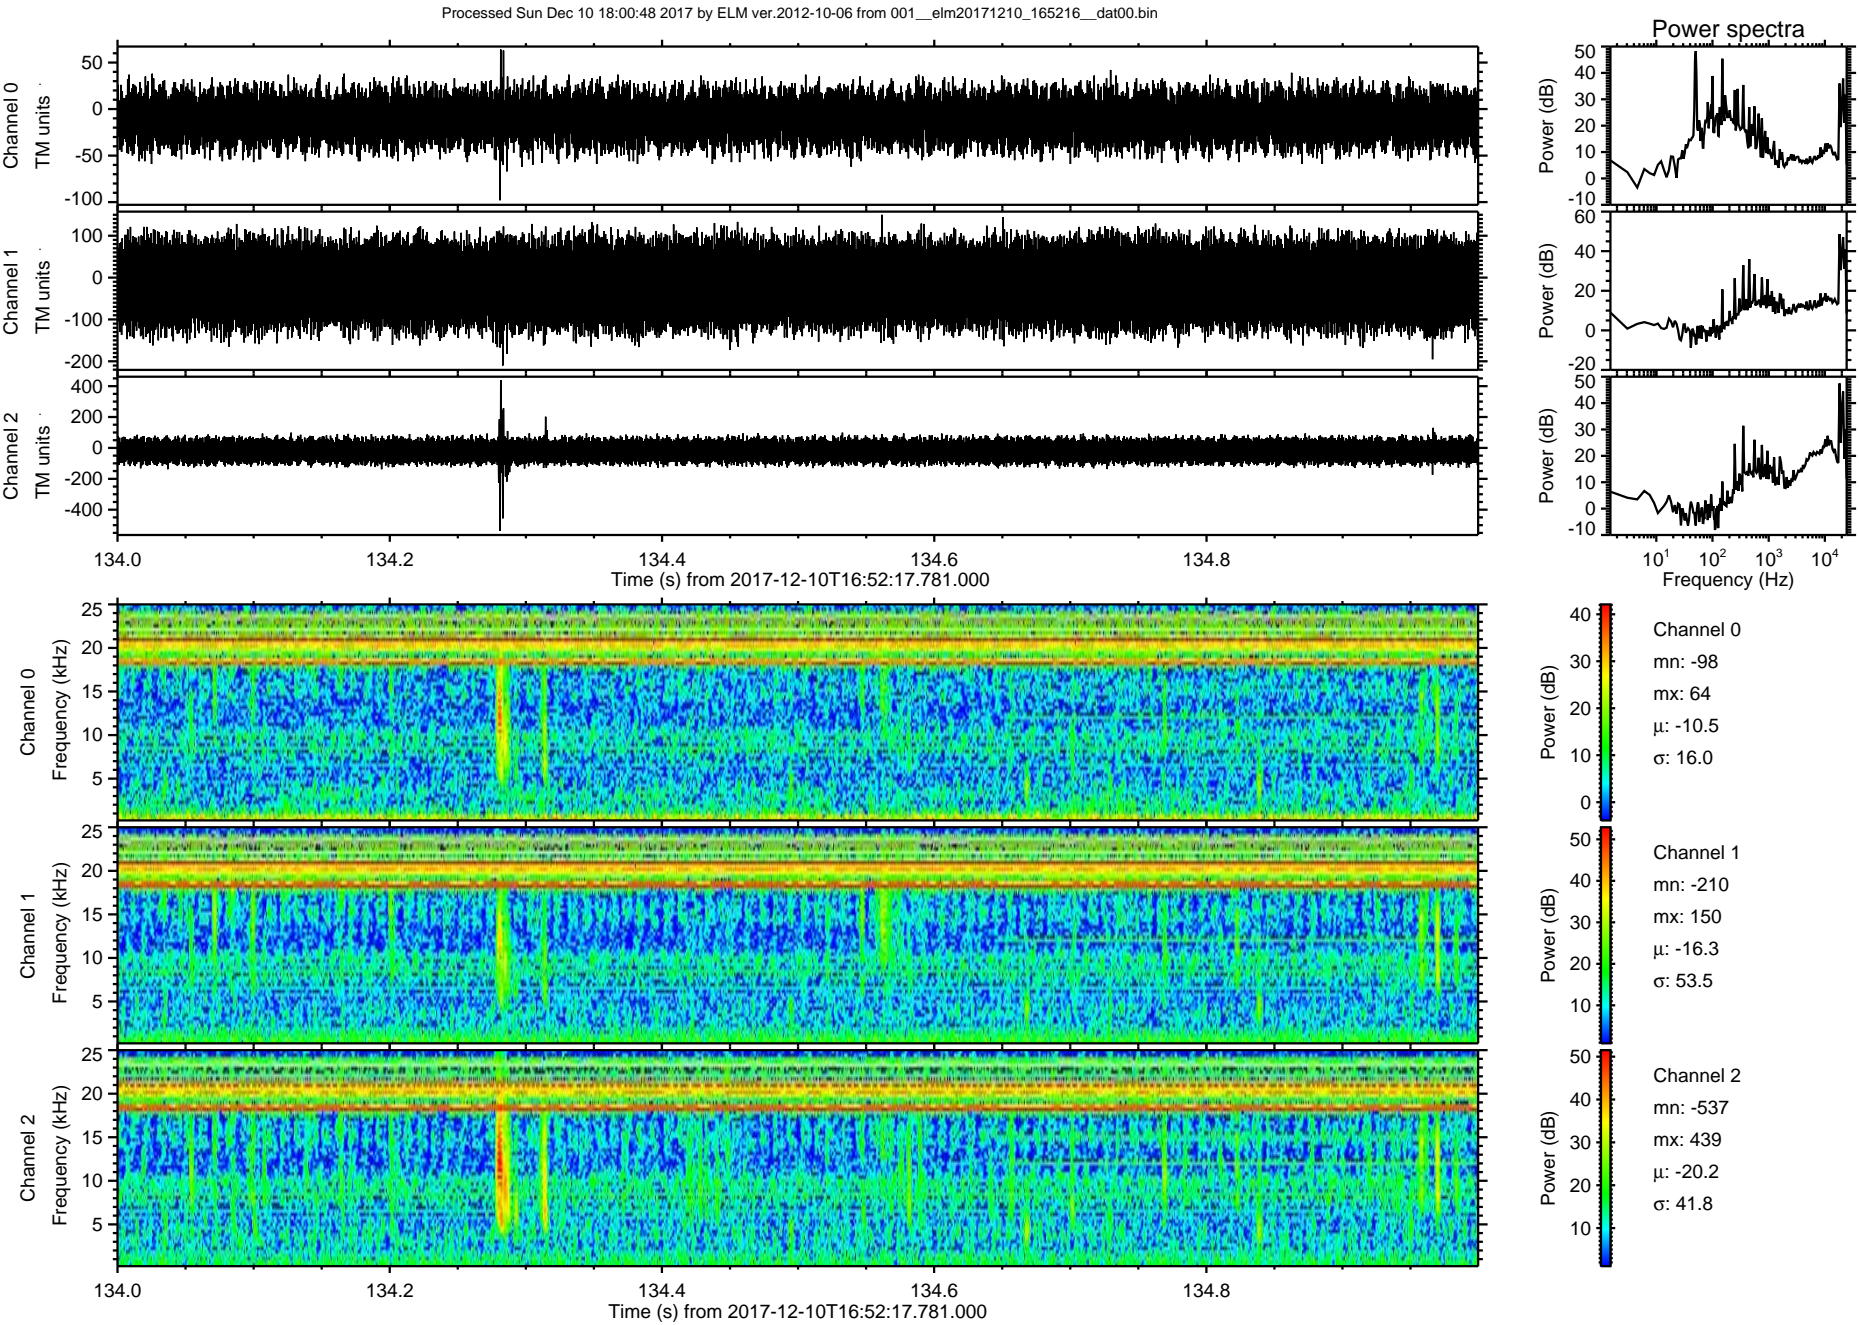 Processed Sun Dec 10 18:00:48 2017 by ELM ver.2012-10-06 from 001__elm20171210_165216__dat00.bin
Power spectra
Channel 0
TM units
50
0
-50
-100
Power (dB)
50
40
30
20
10
0
-10
Channel 1
TM units
100
0
-100
-200
Power (dB)
60
40
20
0
-20
Channel 2
TM units
400
200
0
-200
-400
Power (dB)
50
40
30
20
10
0
-10
134.0 134.2 134.4 134.6 134.8
Time (s) from 2017-12-10T16:52:17.781.000
10¹ 10² 10³ 10⁴
Frequency (Hz)
Channel 0
Frequency (kHz)
25
20
15
10
5
Power (dB)
40
30
20
10
0
Channel 0
mn: -98
mx: 64
µ: -10.5
σ: 16.0
Channel 1
Frequency (kHz)
25
20
15
10
5
Power (dB)
50
40
30
20
10
Channel 1
mn: -210
mx: 150
µ: -16.3
σ: 53.5
Channel 2
Frequency (kHz)
25
20
15
10
5
Power (dB)
50
40
30
20
10
Channel 2
mn: -537
mx: 439
µ: -20.2
σ: 41.8
134.0 134.2 134.4 134.6 134.8
Time (s) from 2017-12-10T16:52:17.781.000